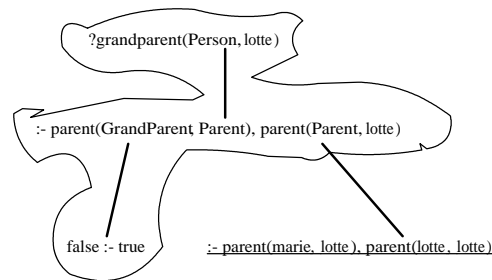 ?grandparent(Person, lotte)
:- parent(GrandParent, Parent), parent(Parent, lotte)
false :- true
:- parent(marie, lotte), parent(lotte, lotte)